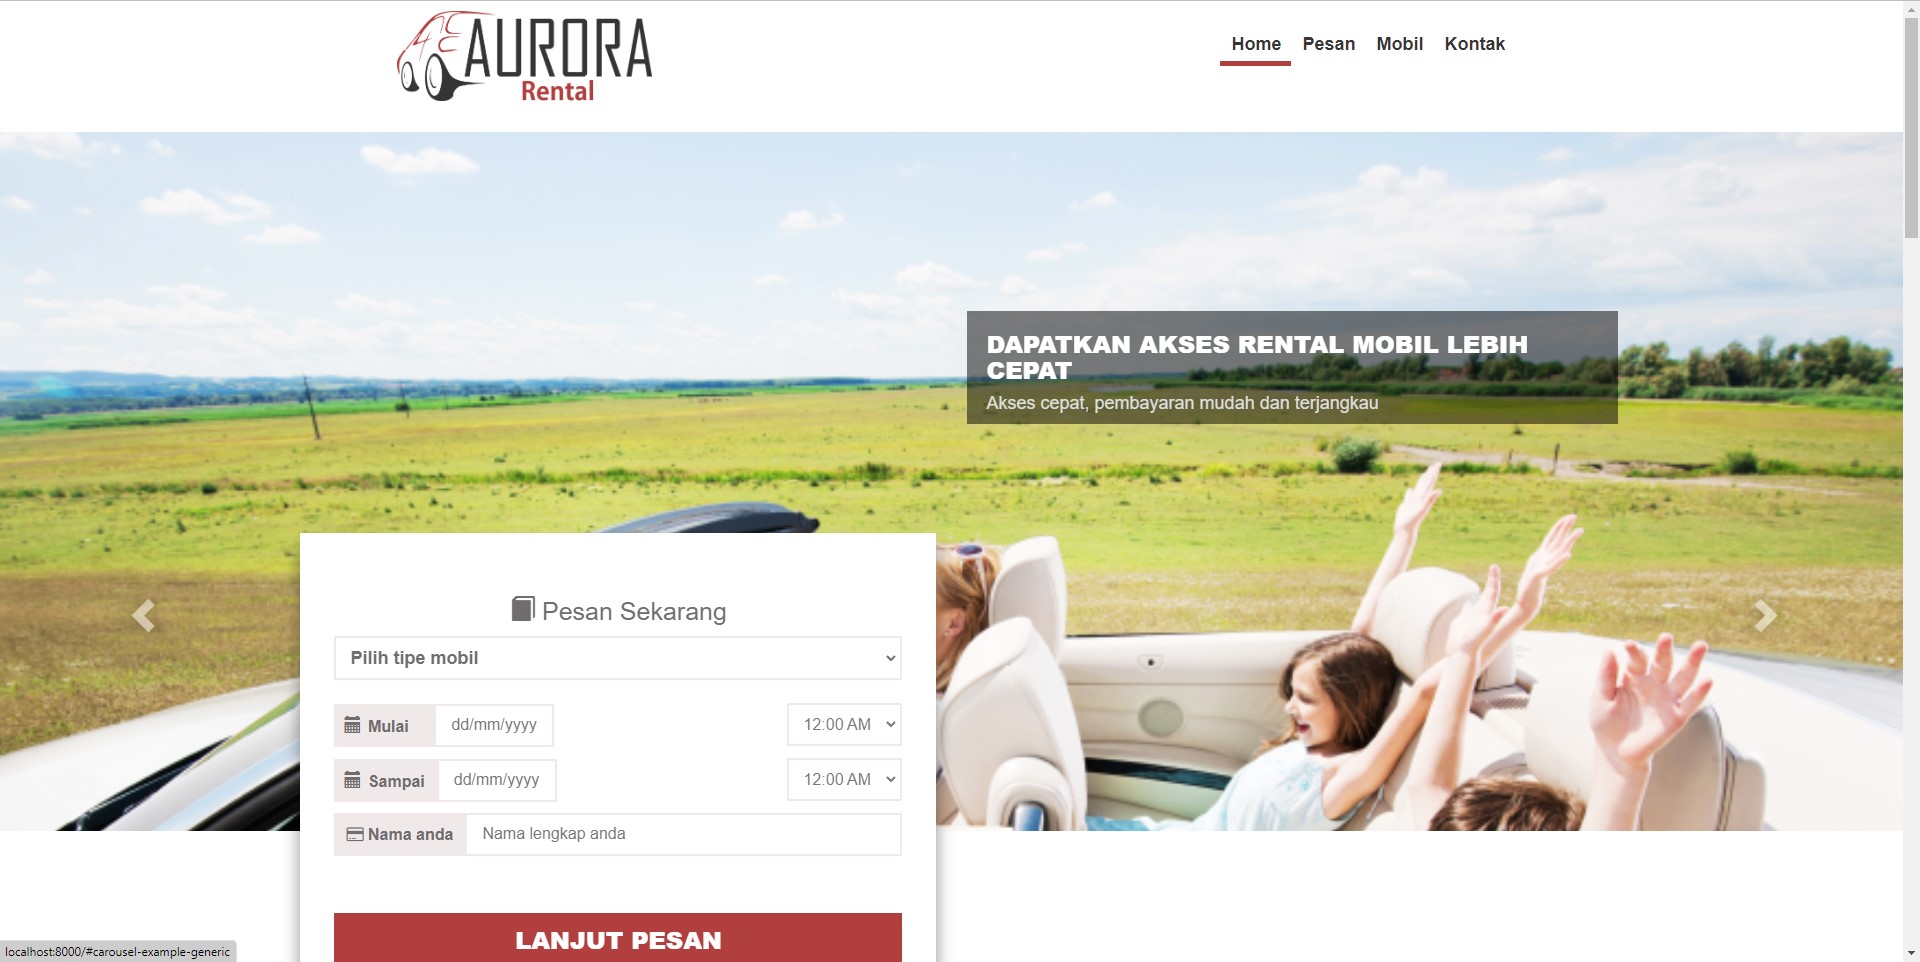 AURORA
Rental
Home Pesan Mobil Kontak
DAPATKAN AKSES RENTAL MOBIL LEBIH
CEPAT
Akses cepat, pembayaran mudah dan terjangkau
Pesan Sekarang
Pilih tipe mobil
Mulai dd/mm/yyyy 12:00 AM
Sampai dd/mm/yyyy 12:00 AM
Nama anda Nama lengkap anda
LANJUT PESAN
localhost:8000/#carousel-example-generic